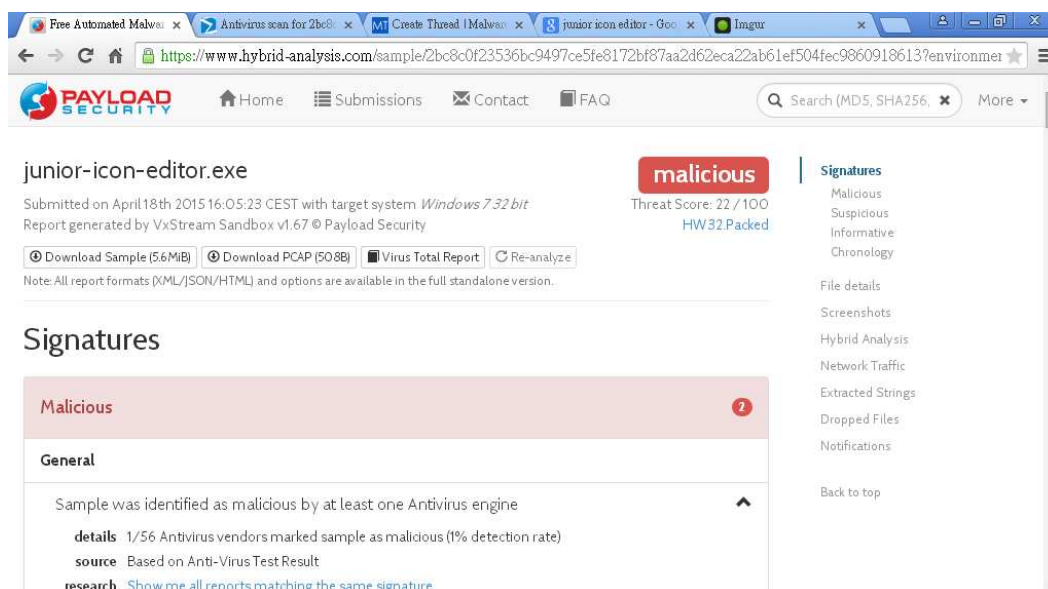 Free Automated Malwar
Antivirus scan for 2bc8c
MT Create Thread | Malwar
junior icon editor - Goo
Imgur
https://www.hybrid-analysis.com/sample/2bc8c0f23536bc9497ce5fe8172bf87aa2d62eca22ab61ef504fec9860918613?environmer
PAYLOAD
SECURITY
Home
Submissions
Contact
FAQ
Search (MD5, SHA256,
More
junior-icon-editor.exe
malicious
Submitted on April 18th 2015 16:05:23 CEST with target system Windows 7 32 bit
Threat Score: 22 / 100
Report generated by VxStream Sandbox v1.67 © Payload Security
HW32.Packed
Download Sample (5.6MiB)
Download PCAP (508B)
Virus Total Report
Re-analyze
Note: All report formats (XML/JSON/HTML) and options are available in the full standalone version.
Signatures
Malicious
2
General
Sample was identified as malicious by at least one Antivirus engine
details 1/56 Antivirus vendors marked sample as malicious (1% detection rate)
source Based on Anti-Virus Test Result
research Show me all reports matching the same signature
Signatures
Malicious
Suspicious
Informative
Chronology
File details
Screenshots
Hybrid Analysis
Network Traffic
Extracted Strings
Dropped Files
Notifications
Back to top